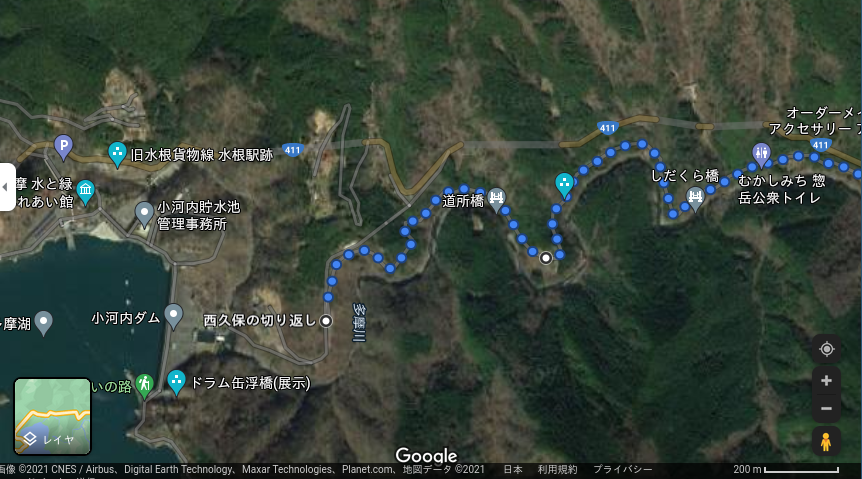 オーダーメイ
アクセサリー ア
411
411
411
P
旧水根貨物線 水根駅跡
摩 水と緑
れあい館
小河内貯水池
管理事務所
道所橋
しだくら橋
むかしみち 惣
岳公衆トイレ
小河内ダム
摩湖
西久保の切り返し
多摩川
いの路
ドラム缶浮橋(展示)
レイヤ
Google
画像 ©2021 CNES / Airbus、Digital Earth Technology、Maxar Technologies、Planet.com、地図データ ©2021 日本 利用規約 プライバシー 200 m